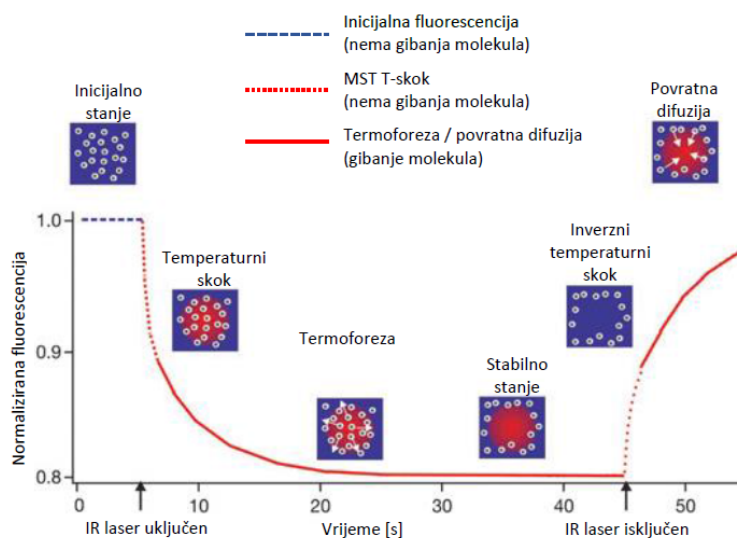 Inicijalna fluorescencija
(nema gibanja molekula)
MST T-skok
(nema gibanja molekula)
Termoforeza / povratna difuzija
(gibanje molekula)
Inicijalno
stanje
Povratna
difuzija
Normalizirana fluorescencija
1.0
0.9
0.8
Temperaturni
skok
Termoforeza
Stabilno
stanje
Inverzni
temperaturni
skok
0
10
20
30
40
50
IR laser uključen
Vrijeme [s]
IR laser isključen